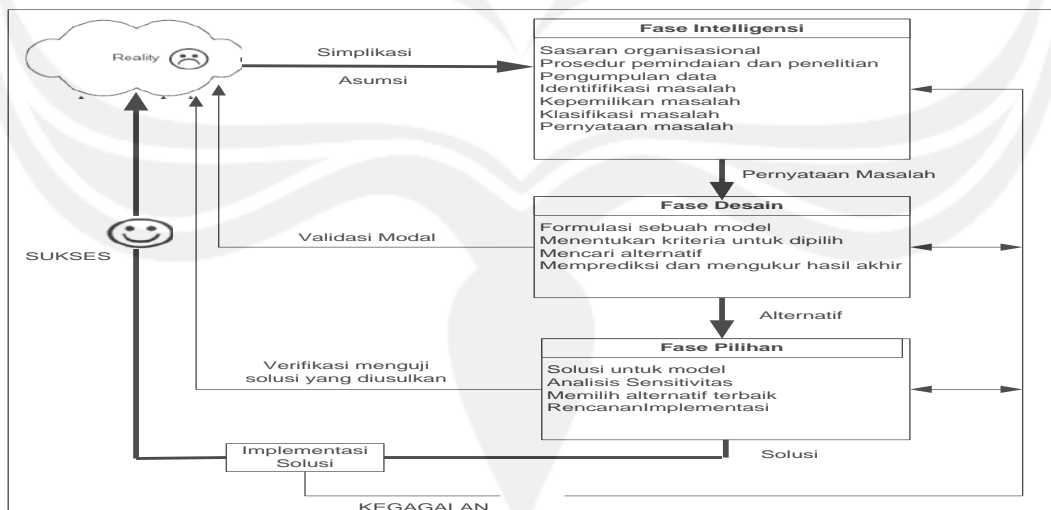 Reality
Simplikasi
Asumsi
Fase Intelligensi
Sasaran organisasional
Prosedur pemindaian dan penelitian
Pengumpulan data
Identififikasi masalah
Kepemilikan masalah
Klasifikasi masalah
Pernyataan masalah
Pernyataan Masalah
Fase Desain
Formulasi sebuah model
Menentukan kriteria untuk dipilih
Mencari alternatif
Memprediksi dan mengukur hasil akhir
Validasi Modal
SUKSES
Alternatif
Fase Pilihan
Solusi untuk model
Analisis Sensitivitas
Memilih alternatif terbaik
RencananImplementasi
Verifikasi menguji
solusi yang diusulkan
Implementasi
Solusi
Solusi
KEGAGALAN